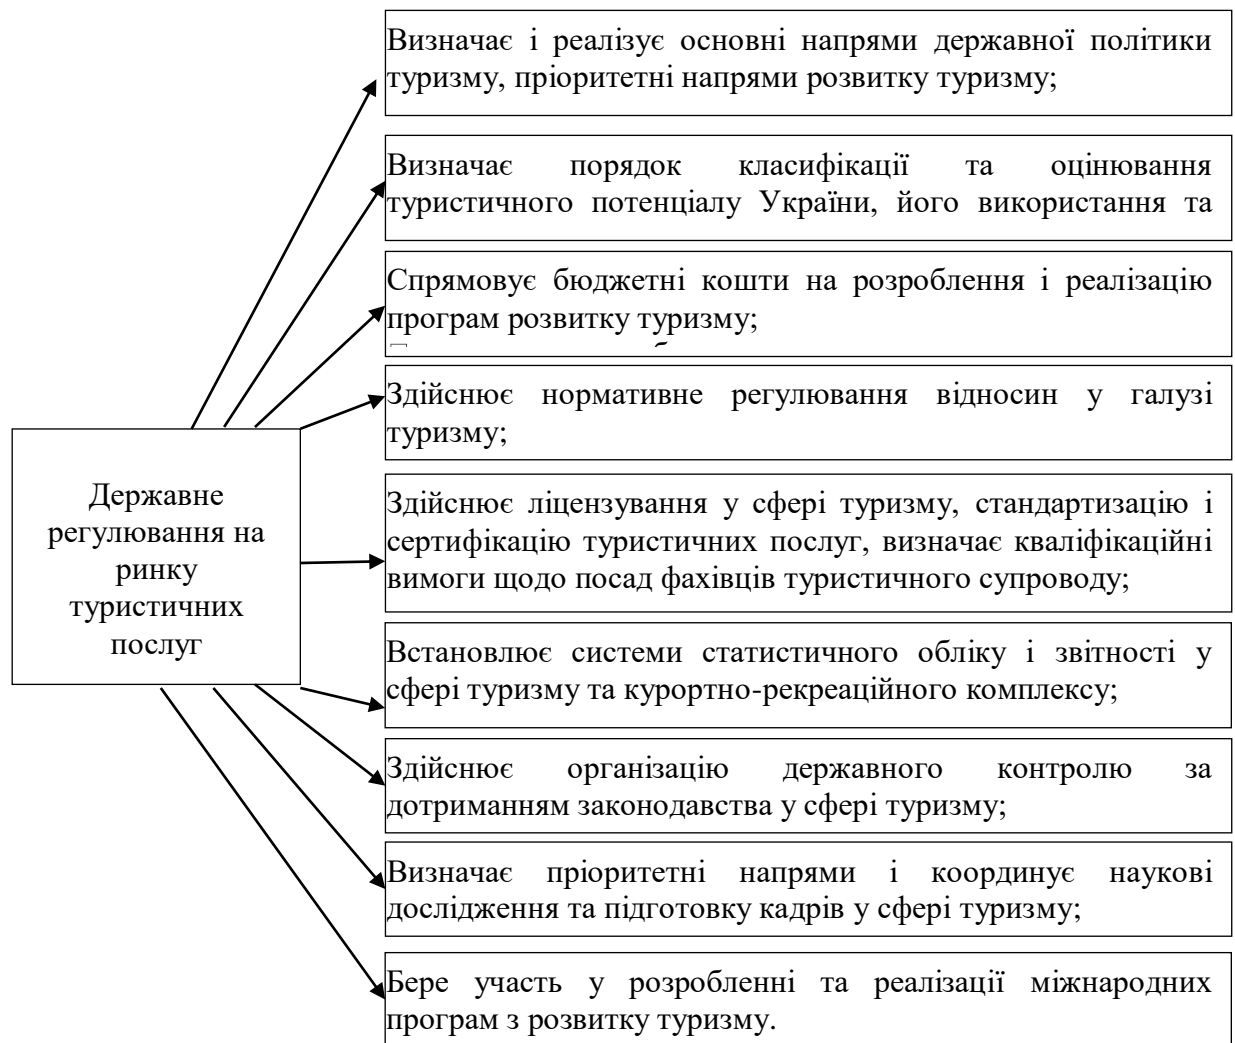 Визначає і реалізує основні напрями державної політики
туризму, пріоритетні напрями розвитку туризму;
Визначає порядок класифікації та оцінювання
туристичного потенціалу України, його використання та
Спрямовує бюджетні кошти на розроблення і реалізацію
програм розвитку туризму;
Здійснює нормативне регулювання відносин у галузі
туризму;
Державне
регулювання на
ринку
туристичних
послуг
Здійснює ліцензування у сфері туризму, стандартизацію і
сертифікацію туристичних послуг, визначає кваліфікаційні
вимоги щодо посад фахівців туристичного супроводу;
Встановлює системи статистичного обліку і звітності у
сфері туризму та курортно-рекреаційного комплексу;
Здійснює організацію державного контролю за
дотриманням законодавства у сфері туризму;
Визначає пріоритетні напрями і координує наукові
дослідження та підготовку кадрів у сфері туризму;
Бере участь у розробленні та реалізації міжнародних
програм з розвитку туризму.